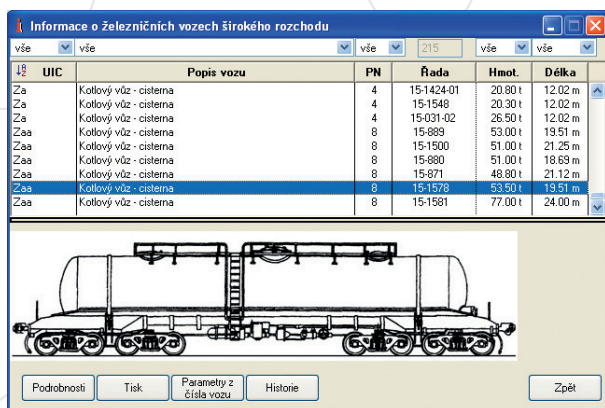 Informace o železničních vozech širokého rozchodu
vše vše vše 215 vše vše
UIC Popis vozu PN Řada Hmot. Délka
Za Kotlový vůz - cisterna 4 15-1424-01 20.80 t 12.02 m
Za Kotlový vůz - cisterna 4 15-1548 20.30 t 12.02 m
Za Kotlový vůz - cisterna 4 15-031-02 26.50 t 12.02 m
Zaa Kotlový vůz - cisterna 8 15-889 53.00 t 19.51 m
Zaa Kotlový vůz - cisterna 8 15-1500 51.00 t 21.25 m
Zaa Kotlový vůz - cisterna 8 15-880 51.00 t 18.69 m
Zaa Kotlový vůz - cisterna 8 15-871 48.80 t 21.12 m
Zaa Kotlový vůz - cisterna 8 15-1578 53.50 t 19.51 m
Zaa Kotlový vůz - cisterna 8 15-1581 77.00 t 24.00 m
Podrobnosti Tisk Parametry z čísla vozu Historie Zpět